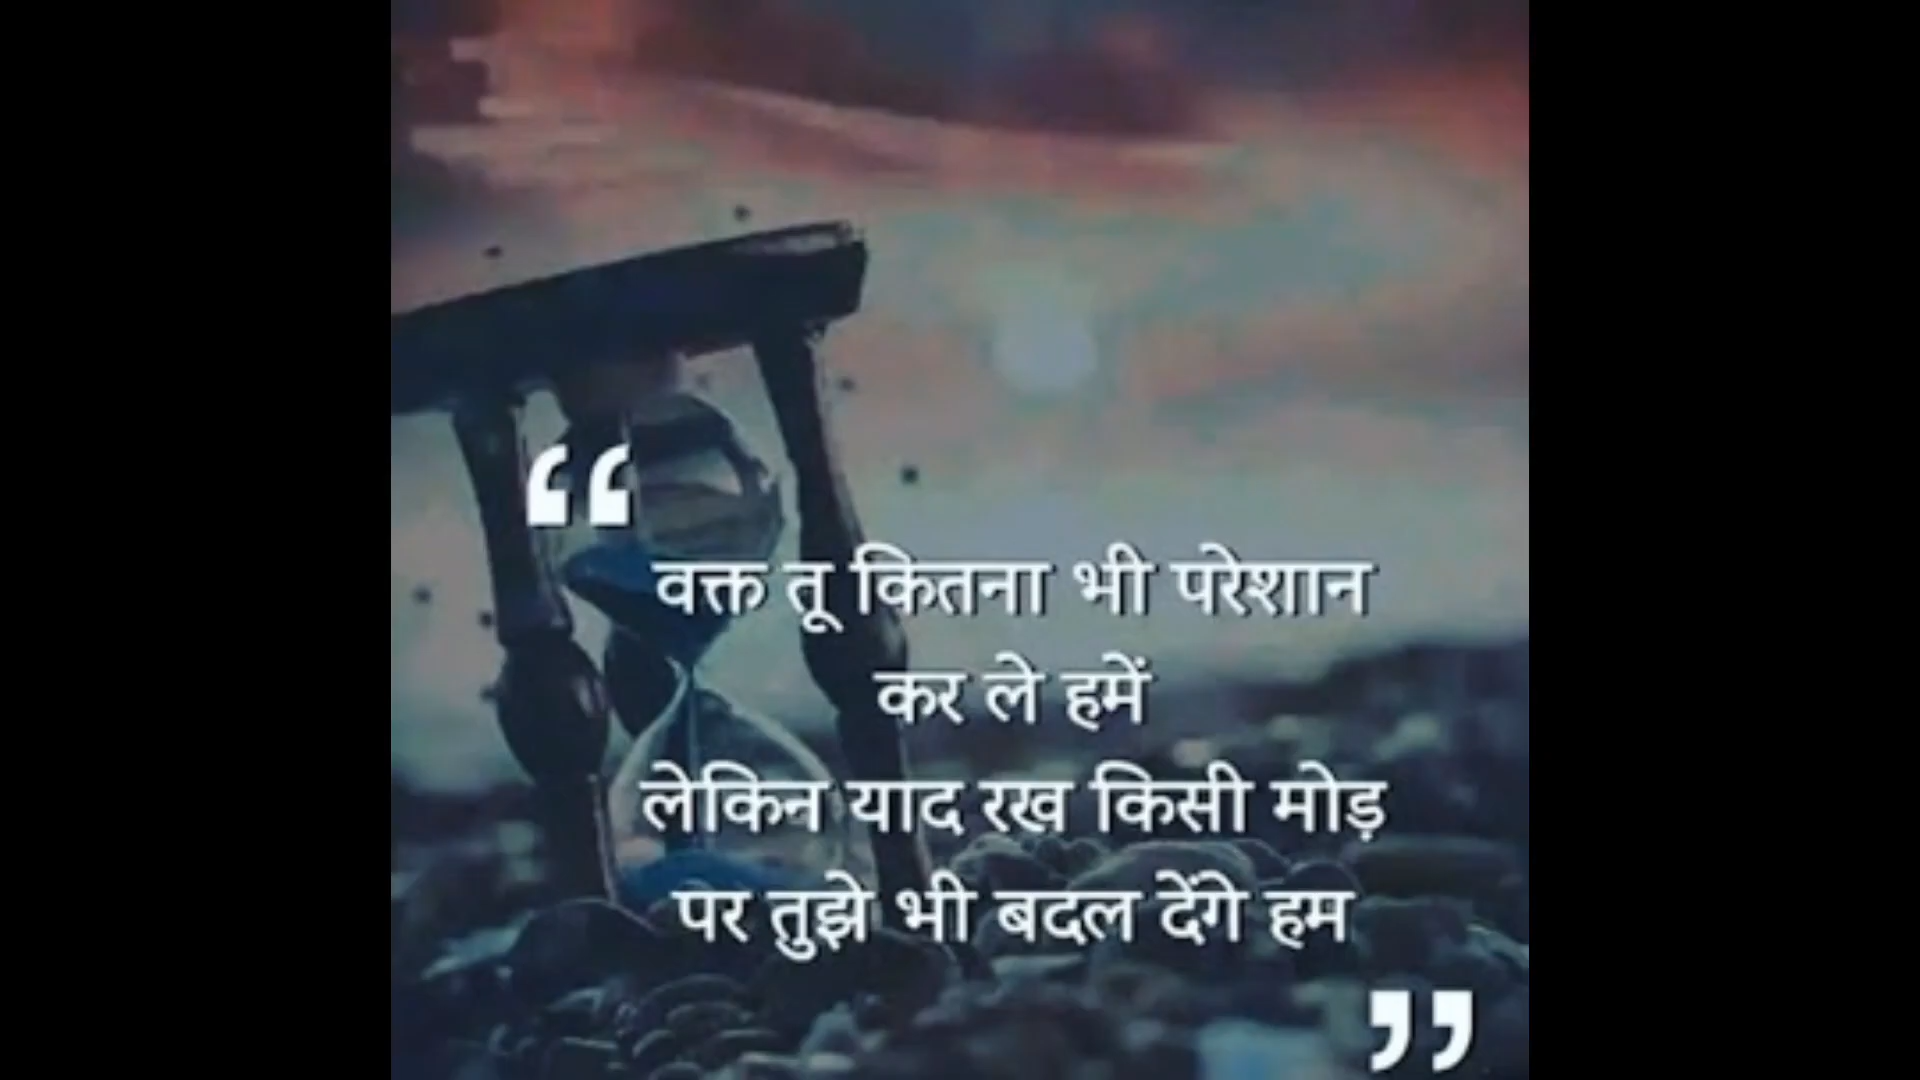 “
वक्त तू कितना भी परेशान
कर ले हमें
लेकिन याद रख किसी मोड़
पर तुझे भी बदल देंगे हम
”